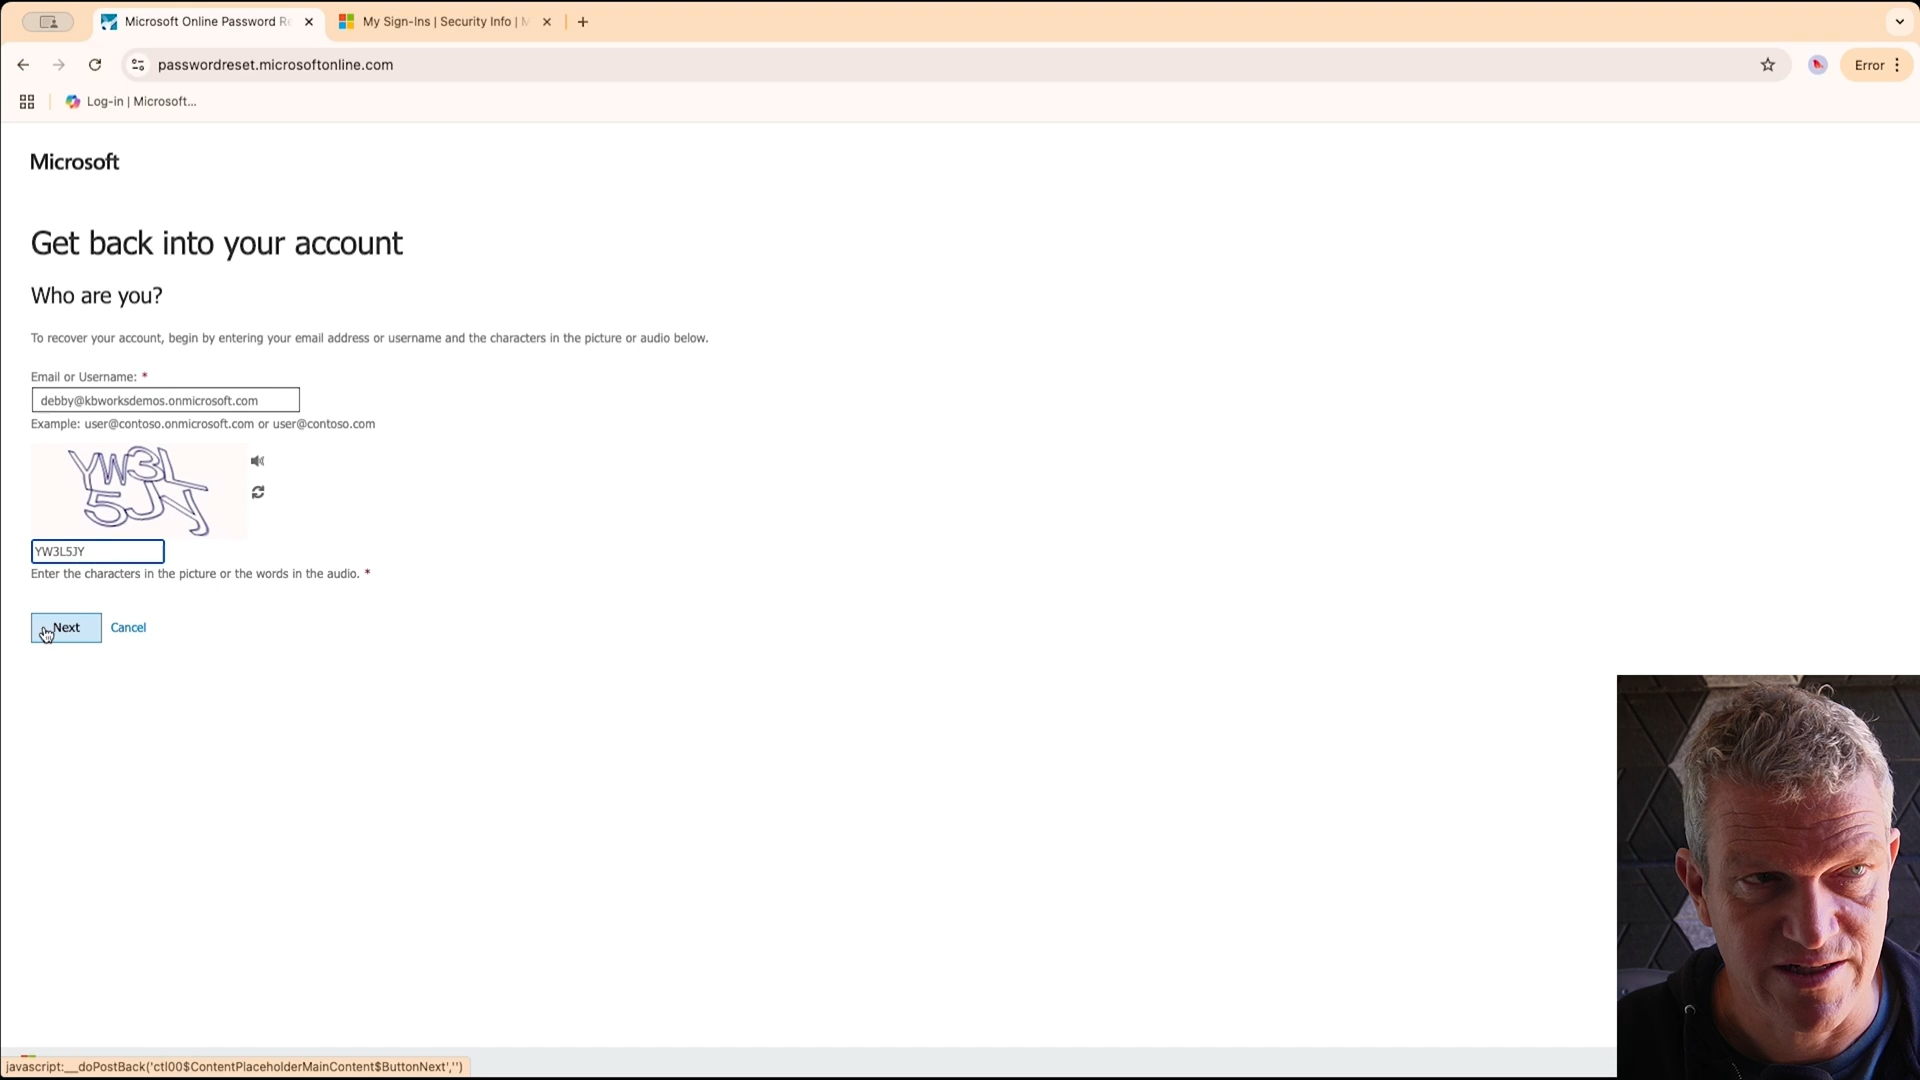 Microsoft Online Password Re
My Sign-Ins | Security Info | M
passwordreset.microsoftonline.com
Error
Log-in | Microsoft...
Microsoft
Get back into your account
Who are you?
To recover your account, begin by entering your email address or username and the characters in the picture or audio below.
Email or Username: *
debby@kbworksdemos.onmicrosoft.com
Example: user@contoso.onmicrosoft.com or user@contoso.com
YW3L
5JY
YW3L5JY
Enter the characters in the picture or the words in the audio. *
Next
Cancel
javascript:__doPostBack('ctl00$ContentPlaceholderMainContent$ButtonNext','')